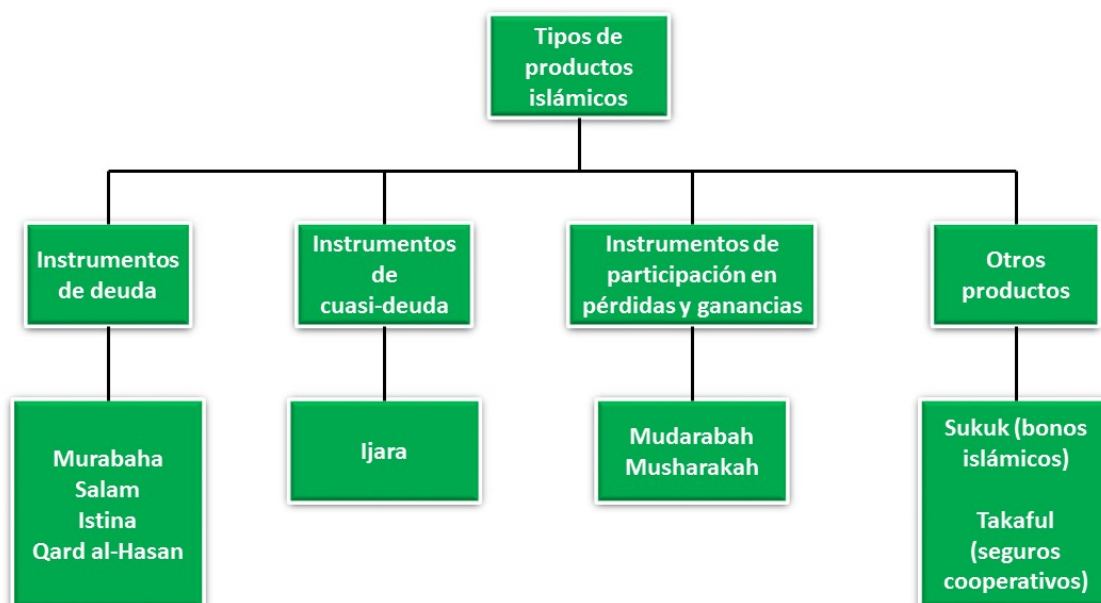 Tipos de
productos
islámicos
Instrumentos
de deuda
Instrumentos
de
cuasi-deuda
Instrumentos de
participación en
pérdidas y ganancias
Otros
productos
Murabaha
Salam
Istina
Qard al-Hasan
Ijara
Mudarabah
Musharakah
Sukuk (bonos
islámicos)
Takaful
(seguros
cooperativos)